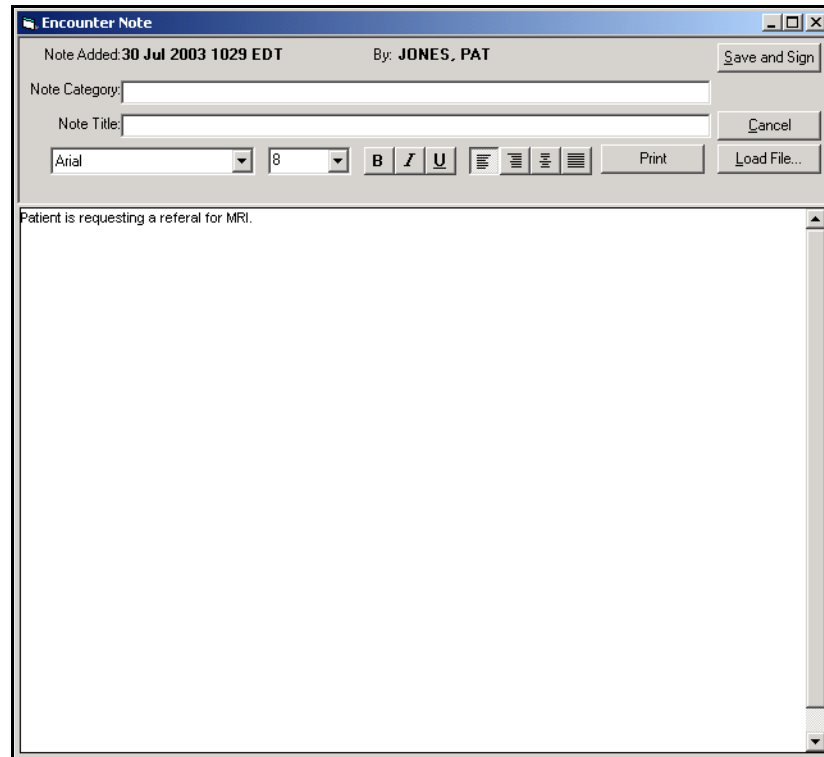 Encounter Note
Note Added: 30 Jul 2003 1029 EDT By: JONES, PAT Save and Sign
Note Category:
Note Title: Cancel
Arial 8 B I U Print Load File...
Patient is requesting a referal for MRI.